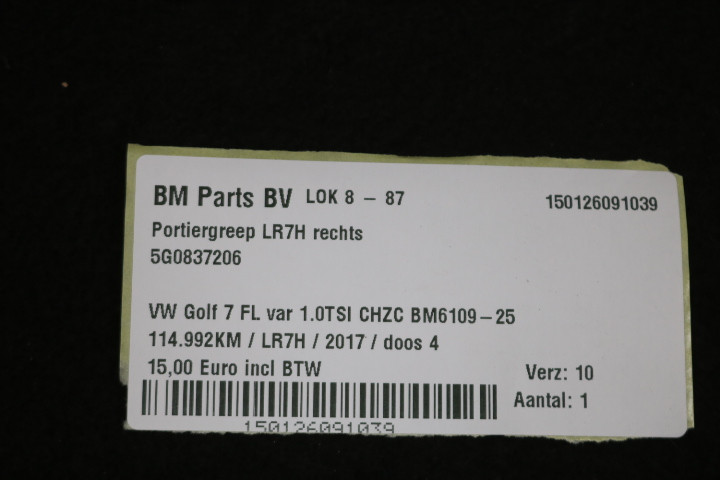 BM Parts BV LOK 8 – 87 150126091039
Portiergreep LR7H rechts
5G0837206
VW Golf 7 FL var 1.0TSI CHZC BM6109–25
114.992KM / LR7H / 2017 / doos 4
15,00 Euro incl BTW Verz: 10
Aantal: 1
150126091039